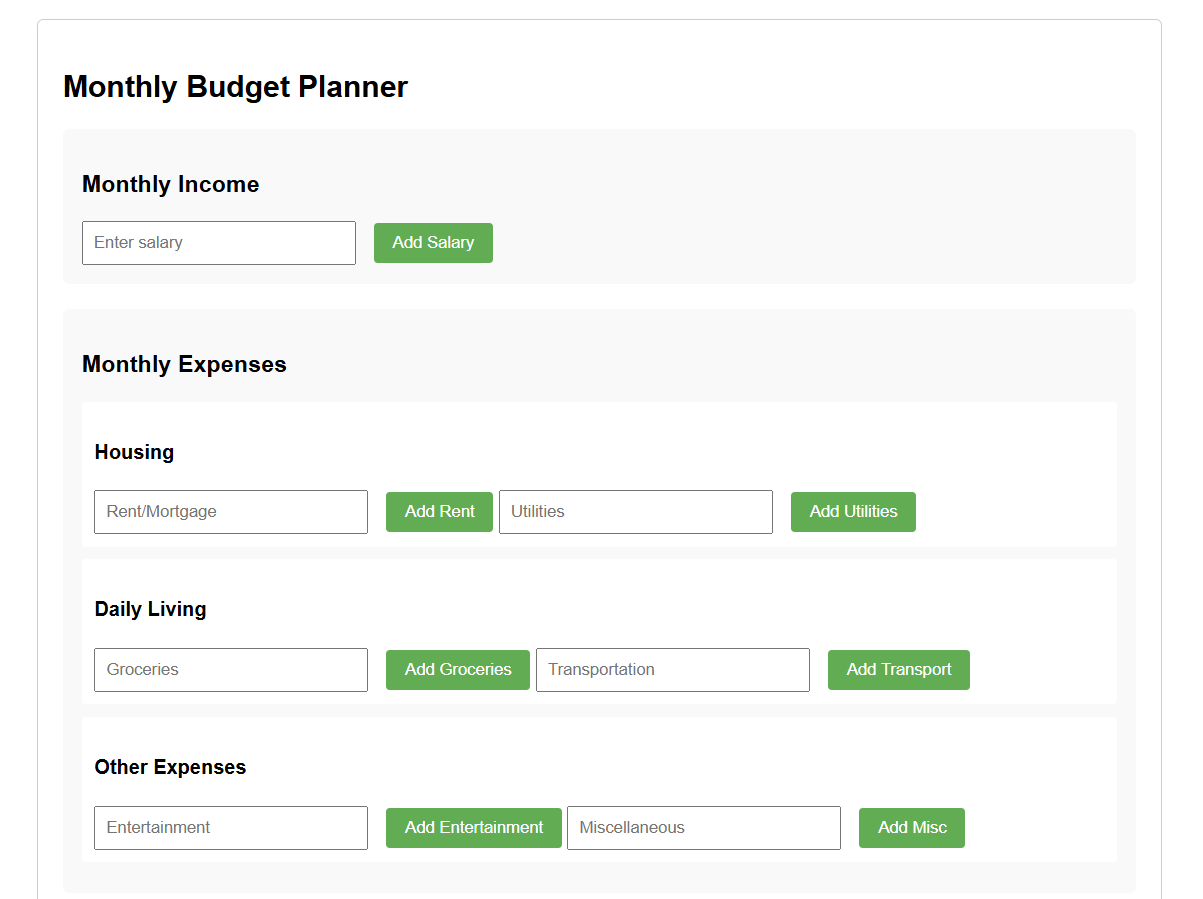 Monthly Budget Planner
Monthly Income
Enter salary Add Salary
Monthly Expenses
Housing
Rent/Mortgage Add Rent Utilities Add Utilities
Daily Living
Groceries Add Groceries Transportation Add Transport
Other Expenses
Entertainment Add Entertainment Miscellaneous Add Misc